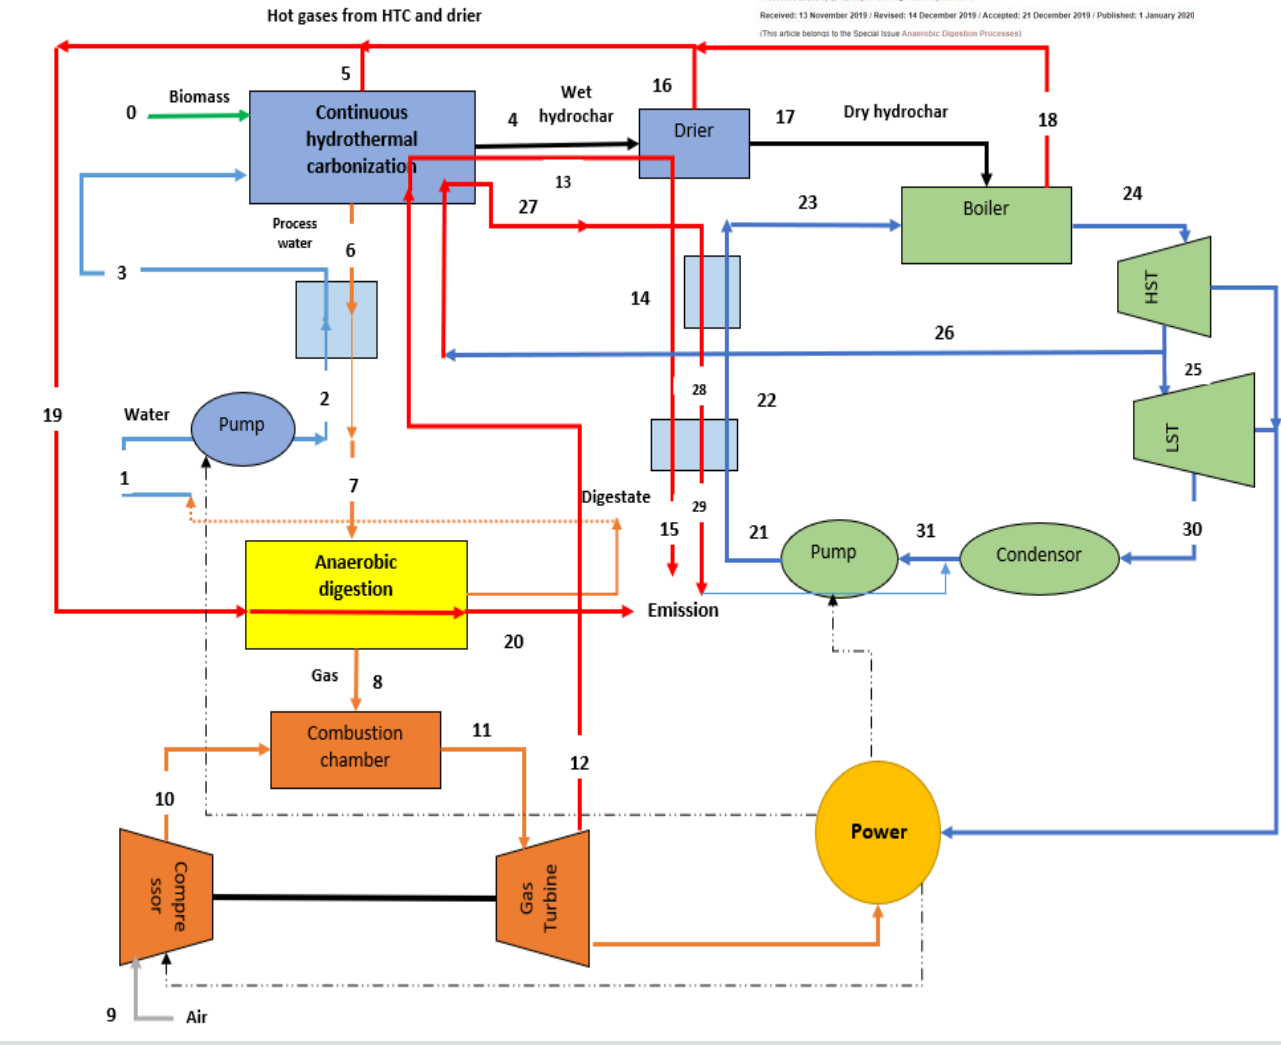 Hot gases from HTC and drier
Received: 13 November 2019 / Revised: 14 December 2019 / Accepted: 21 December 2019 / Published: 1 January 2020
(This article belongs to the Special Issue Anaerobic Digestion Processes)
5
16
0
Biomass
Continuous
hydrothermal
carbonization
4
Wet
hydrochar
Drier
17
Dry hydrochar
18
13
27
23
Boiler
24
Process
water
6
3
14
HST
26
25
28
22
19
Water
Pump
2
LST
1
7
Digestate
29
15
21
Pump
31
Condensor
30
Anaerobic
digestion
Emission
20
Gas
8
Combustion
chamber
11
12
10
Power
Compre
ssor
Gas
Turbine
9
Air